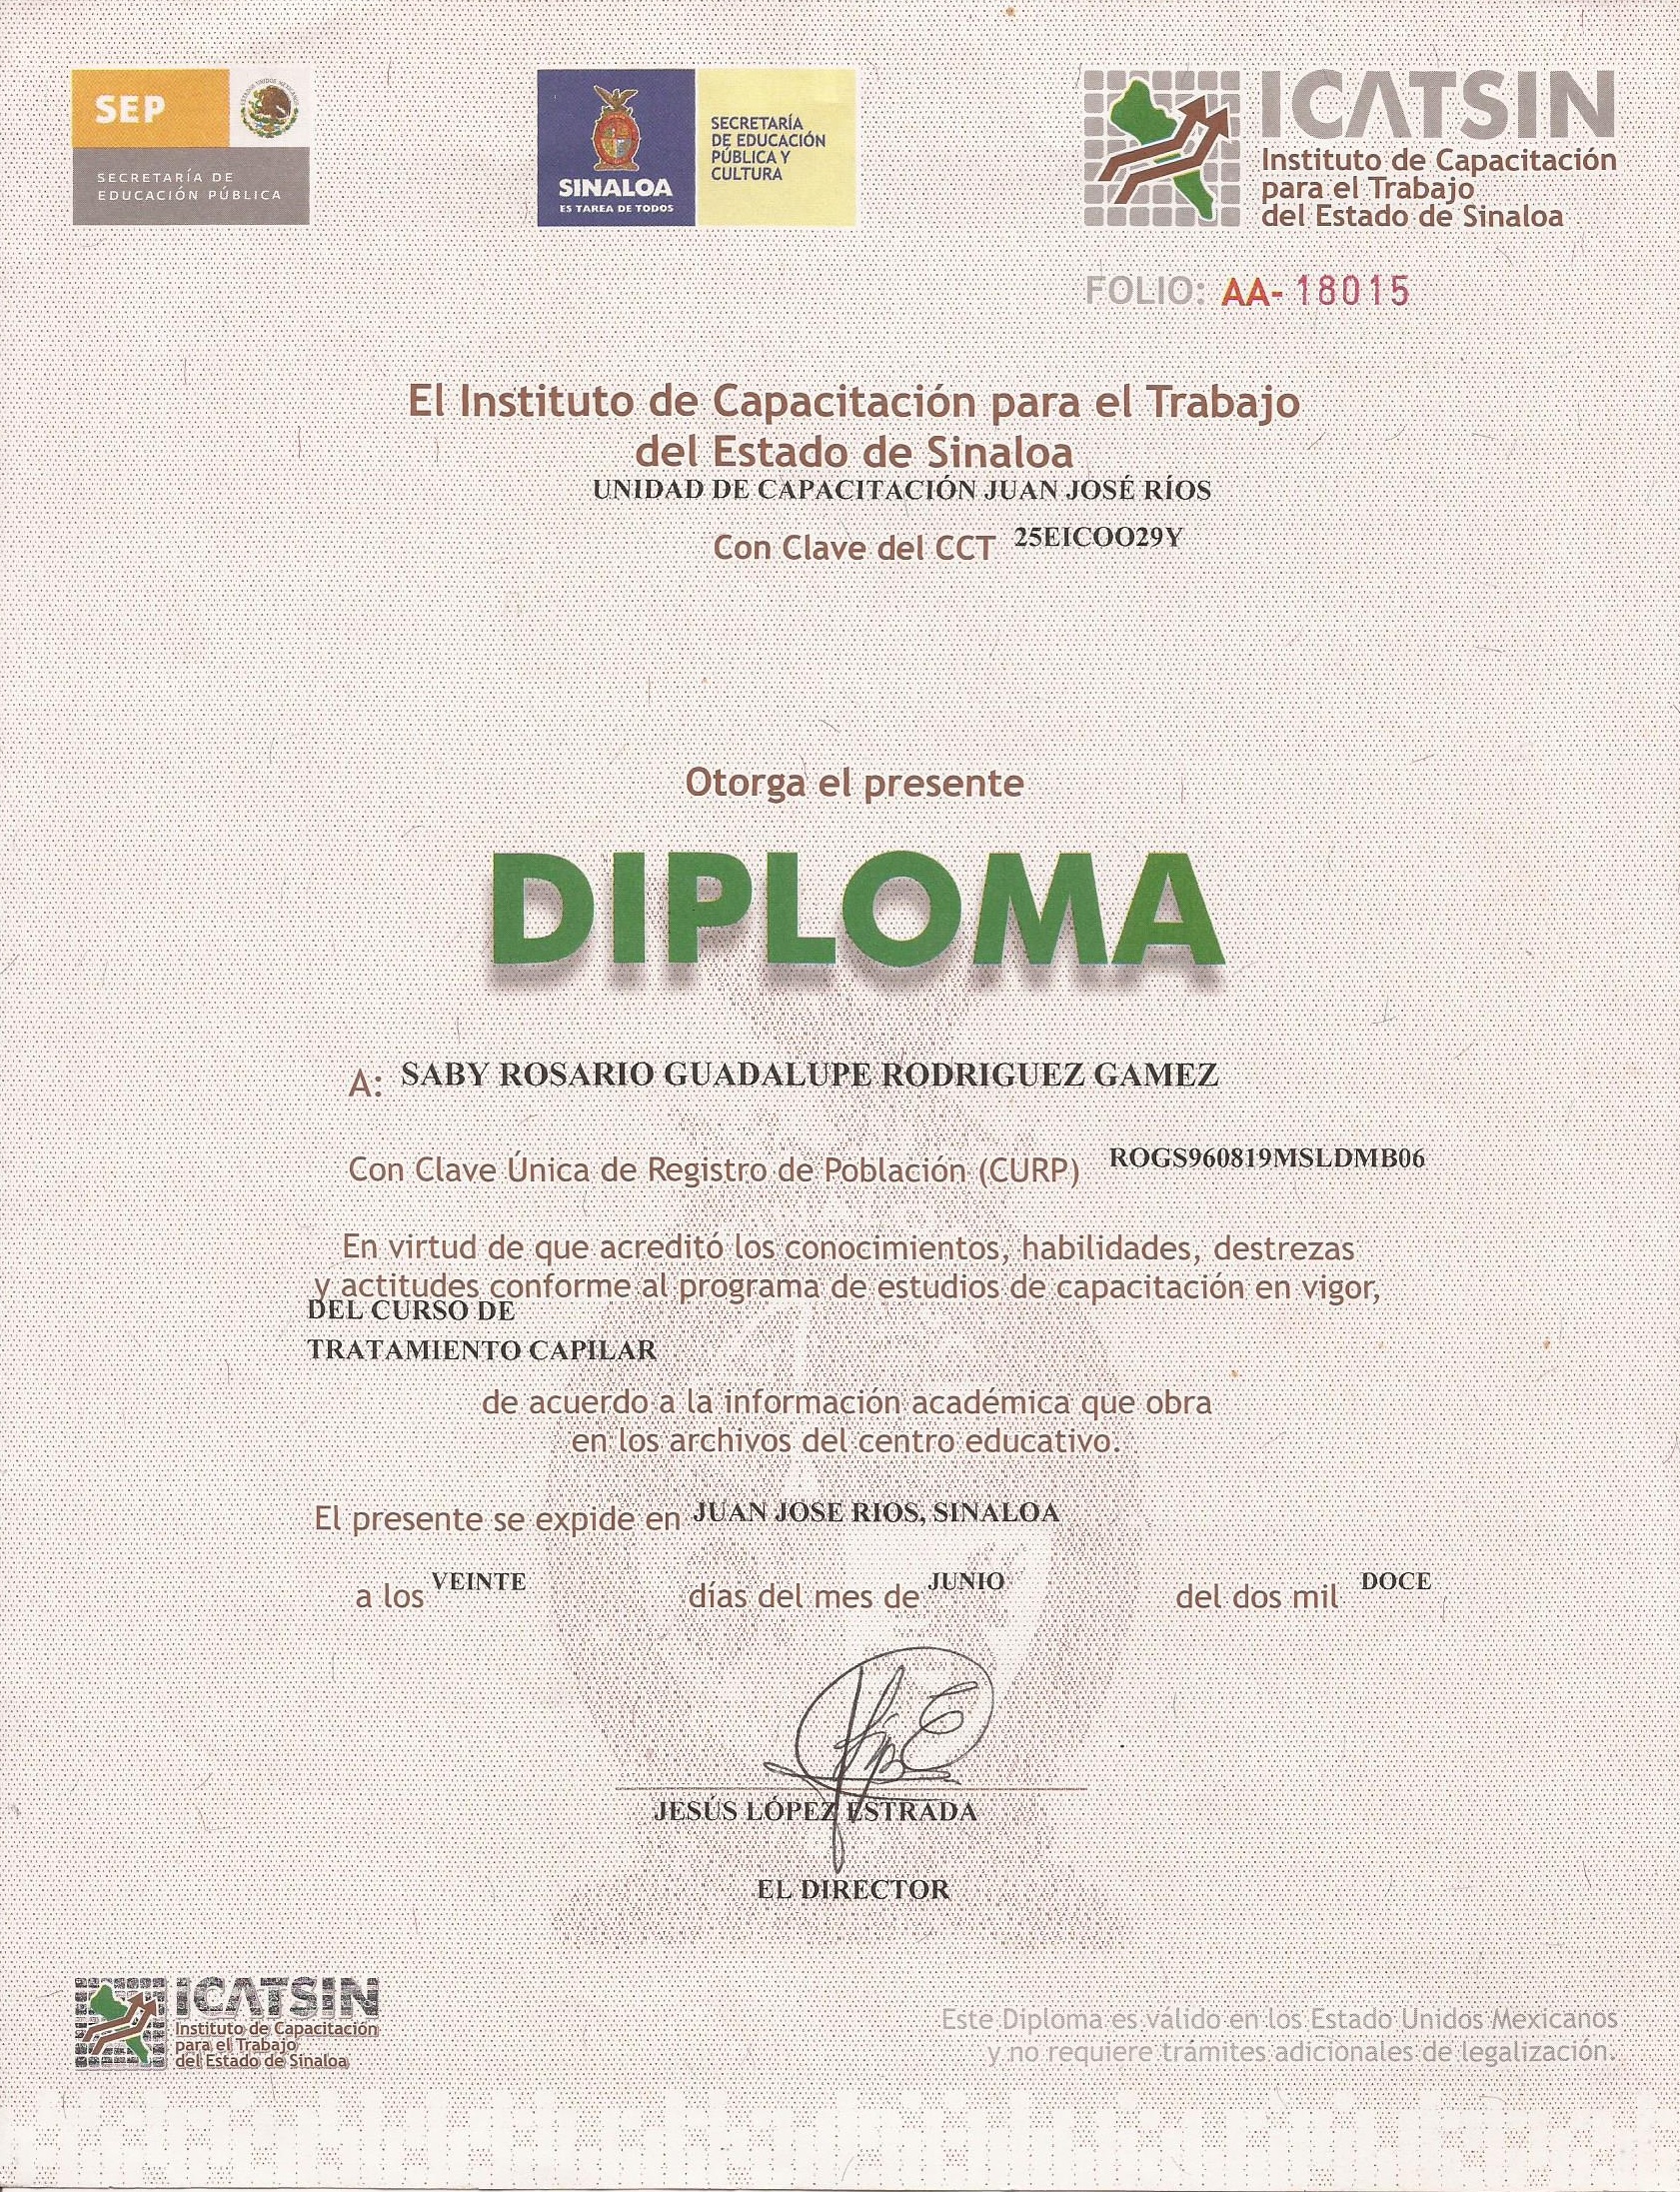 SEP
ESTADOS UNIDOS MEXICANOS
SECRETARÍA DE
EDUCACIÓN PÚBLICA
SINALOA
ES TAREA DE TODOS
SECRETARÍA
DE EDUCACIÓN
PÚBLICA Y
CULTURA
ICATSIN
Instituto de Capacitación
para el Trabajo
del Estado de Sinaloa
FOLIO: AA- 18015
El Instituto de Capacitación para el Trabajo
del Estado de Sinaloa
UNIDAD DE CAPACITACIÓN JUAN JOSÉ RÍOS
Con Clave del CCT 25EICOO29Y
Otorga el presente
DIPLOMA
A: SABY ROSARIO GUADALUPE RODRIGUEZ GAMEZ
Con Clave Única de Registro de Población (CURP) ROGS960819MSLDMB06
En virtud de que acreditó los conocimientos, habilidades, destrezas
y actitudes conforme al programa de estudios de capacitación en vigor,
DEL CURSO DE
TRATAMIENTO CAPILAR
de acuerdo a la información académica que obra
en los archivos del centro educativo.
El presente se expide en JUAN JOSE RIOS, SINALOA
a los VEINTE días del mes de JUNIO del dos mil DOCE
JESÚS LÓPEZ ESTRADA
EL DIRECTOR
ICATSIN
Instituto de Capacitación
para el Trabajo
del Estado de Sinaloa
Este Diploma es válido en los Estado Unidos Mexicanos
y no requiere trámites adicionales de legalización.